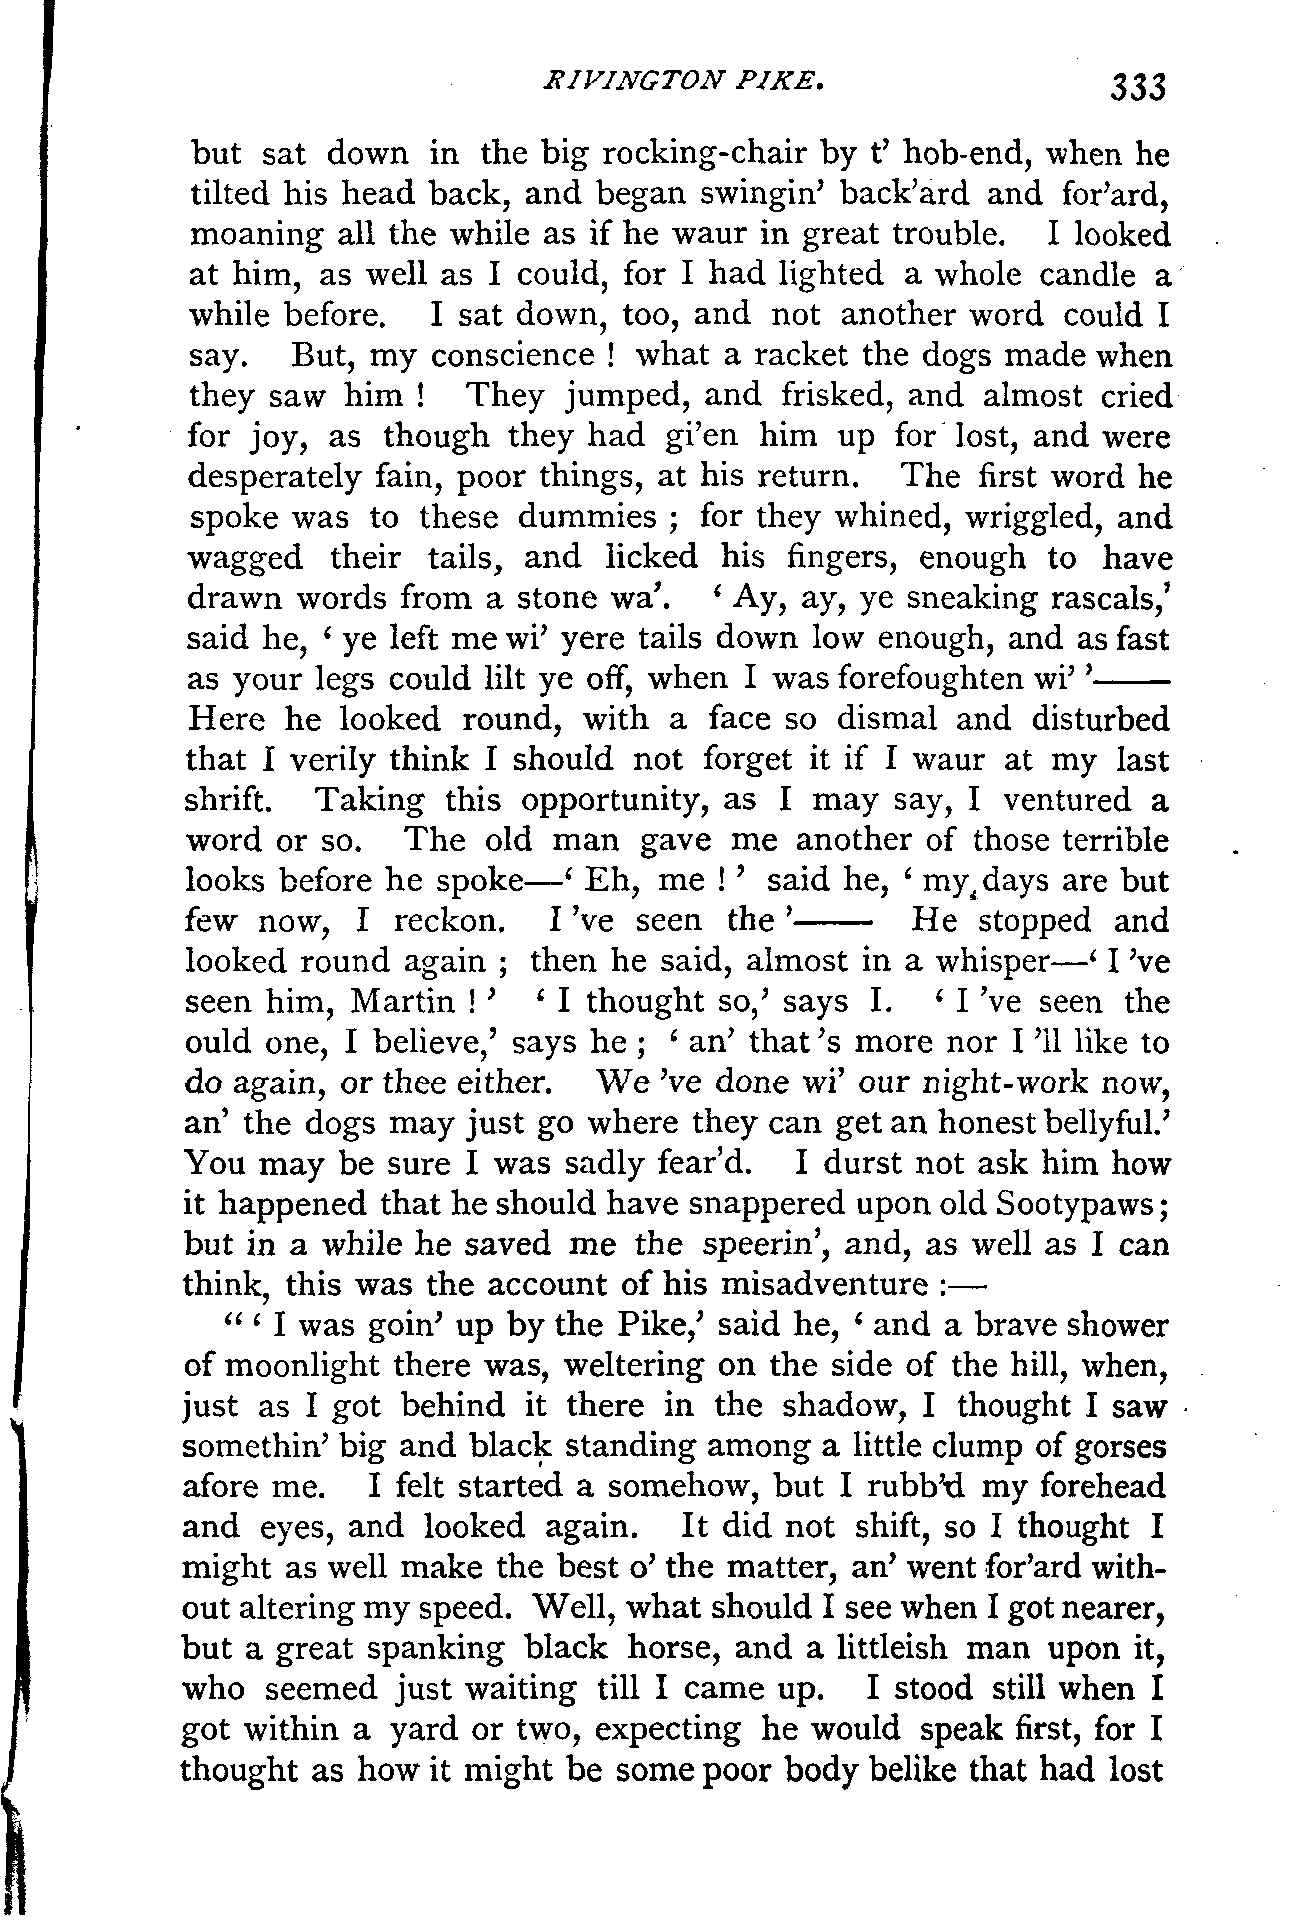 RIVINGTON PIKE. 333
but sat down in the big rocking-chair by t' hob-end, when he
tilted his head back, and began swingin' back'ard and for'ard,
moaning all the while as if he waur in great trouble. I looked
at him, as well as I could, for I had lighted a whole candle a
while before. I sat down, too, and not another word could I
say. But, my conscience ! what a racket the dogs made when
they saw him ! They jumped, and frisked, and almost cried
for joy, as though they had gi'en him up for lost, and were
desperately fain, poor things, at his return. The first word he
spoke was to these dummies ; for they whined, wriggled, and
wagged their tails, and licked his fingers, enough to have
drawn words from a stone wa'. ‘ Ay, ay, ye sneaking rascals,’
said he, ‘ ye left me wi' yere tails down low enough, and as fast
as your legs could lilt ye off, when I was forefoughten wi' ’——
Here he looked round, with a face so dismal and disturbed
that I verily think I should not forget it if I waur at my last
shrift. Taking this opportunity, as I may say, I ventured a
word or so. The old man gave me another of those terrible
looks before he spoke—‘ Eh, me ! ’ said he, ‘ my days are but
few now, I reckon. I 've seen the ’—— He stopped and
looked round again ; then he said, almost in a whisper—‘ I 've
seen him, Martin ! ’ ‘ I thought so,’ says I. ‘ I 've seen the
ould one, I believe,’ says he ; ‘ an' that 's more nor I 'll like to
do again, or thee either. We 've done wi' our night-work now,
an' the dogs may just go where they can get an honest bellyful.’
You may be sure I was sadly fear'd. I durst not ask him how
it happened that he should have snappered upon old Sootypaws ;
but in a while he saved me the speerin', and, as well as I can
think, this was the account of his misadventure :—
“ ‘ I was goin' up by the Pike,’ said he, ‘ and a brave shower
of moonlight there was, weltering on the side of the hill, when,
just as I got behind it there in the shadow, I thought I saw
somethin' big and black standing among a little clump of gorses
afore me. I felt started a somehow, but I rubb'd my forehead
and eyes, and looked again. It did not shift, so I thought I
might as well make the best o' the matter, an' went for'ard with-
out altering my speed. Well, what should I see when I got nearer,
but a great spanking black horse, and a littleish man upon it,
who seemed just waiting till I came up. I stood still when I
got within a yard or two, expecting he would speak first, for I
thought as how it might be some poor body belike that had lost